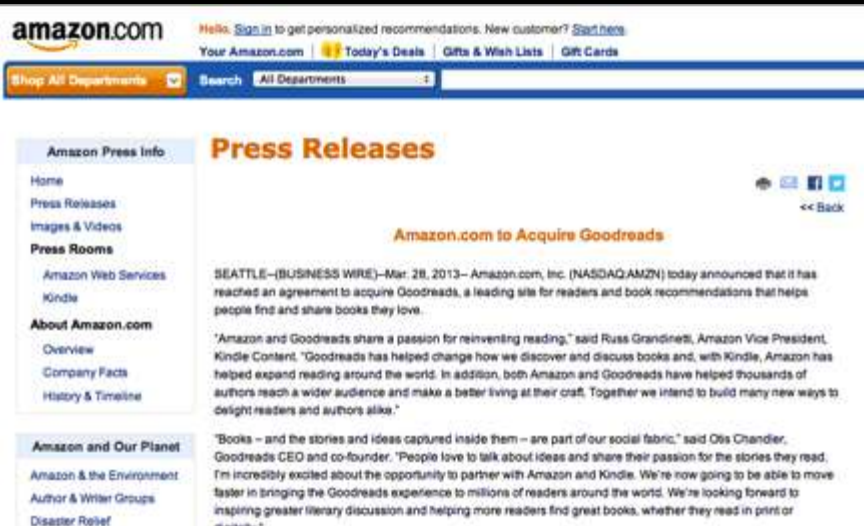 amazon.com
Hello. Sign in to get personalized recommendations. New customer? Start here.
Your Amazon.com | Today's Deals | Gifts & Wish Lists | Gift Cards
Shop All Departments
Search All Departments
Amazon Press Info
Home
Press Releases
Images & Videos
Press Rooms
Amazon Web Services
Kindle
About Amazon.com
Overview
Company Facts
History & Timeline
Amazon and Our Planet
Amazon & the Environment
Author & Writer Groups
Disaster Relief
Press Releases
<< Back
Amazon.com to Acquire Goodreads
SEATTLE--(BUSINESS WIRE)--Mar. 28, 2013-- Amazon.com, Inc. (NASDAQ:AMZN) today announced that it has
reached an agreement to acquire Goodreads, a leading site for readers and book recommendations that helps
people find and share books they love.
"Amazon and Goodreads share a passion for reinventing reading," said Russ Grandinetti, Amazon Vice President,
Kindle Content. "Goodreads has helped change how we discover and discuss books and, with Kindle, Amazon has
helped expand reading around the world. In addition, both Amazon and Goodreads have helped thousands of
authors reach a wider audience and make a better living at their craft. Together we intend to build many new ways to
delight readers and authors alike."
"Books – and the stories and ideas captured inside them – are part of our social fabric," said Otis Chandler,
Goodreads CEO and co-founder. "People love to talk about ideas and share their passion for the stories they read.
I'm incredibly excited about the opportunity to partner with Amazon and Kindle. We're now going to be able to move
faster in bringing the Goodreads experience to millions of readers around the world. We're looking forward to
inspiring greater literary discussion and helping more readers find great books, whether they read in print or